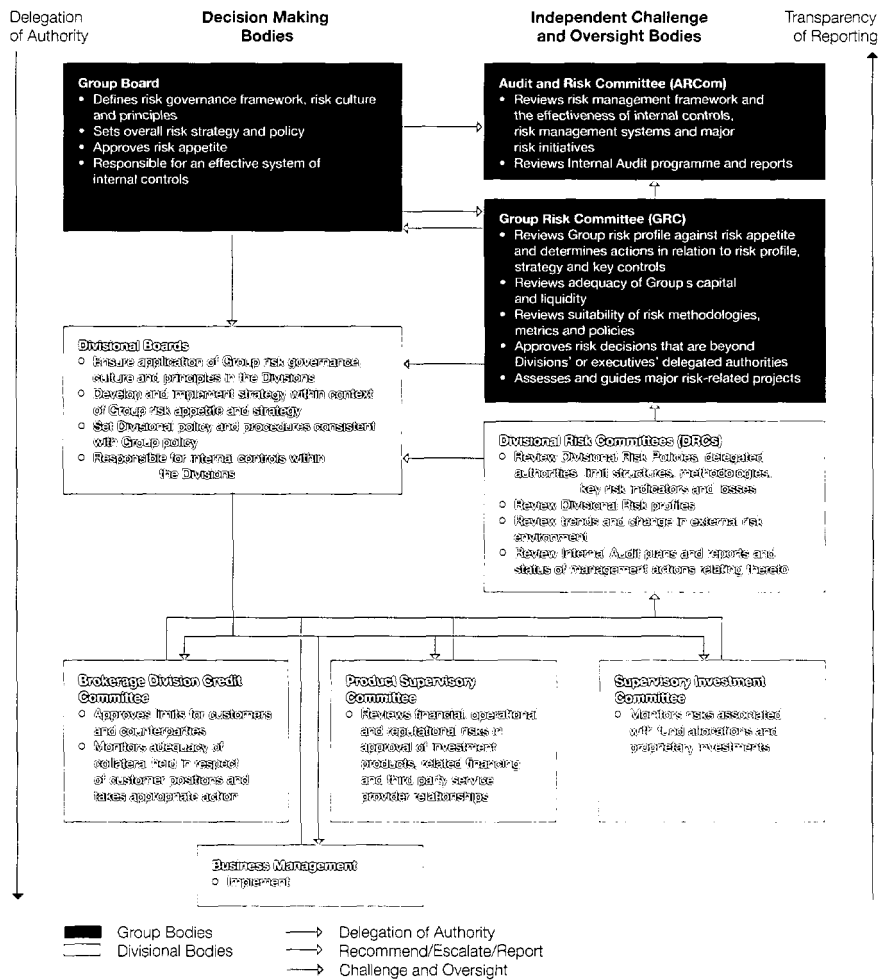 Delegation
of Authority
Decision Making
Bodies
Independent Challenge
and Oversight Bodies
Transparency
of Reporting
Group Board
• Defines risk governance framework, risk culture
and principles
• Sets overall risk strategy and policy
• Approves risk appetite
• Responsible for an effective system of
internal controls
Audit and Risk Committee (ARCom)
• Reviews risk management framework and
the effectiveness of internal controls,
risk management systems and major
risk initiatives
• Reviews Internal Audit programme and reports
Group Risk Committee (GRC)
• Reviews Group risk profile against risk appetite
and determines actions in relation to risk profile,
strategy and key controls
• Reviews adequacy of Group s capital
and liquidity
• Reviews suitability of risk methodologies,
metrics and policies
• Approves risk decisions that are beyond
Divisions' or executives' delegated authorities
• Assesses and guides major risk-related projects
Divisional Boards
○ Ensure application of Group risk governance
culture and principles in the Divisions
○ Develop and implement strategy within context
of Group risk appetite and strategy
○ Set Divisional policy and procedures consistent
with Group policy
○ Responsible for internal controls within
the Divisions
Divisional Risk Committees (DRCs)
○ Review Divisional Risk Policies delegated
authorities limit structures, methodologies,
key risk indicators and losses
○ Review Divisional Risk profiles
○ Review trends and change in external risk
environment
○ Review Internal Audit plans and reports and
status of management actions relating thereto
Brokerage Division Credit
Committee
○ Approves limits for customers
and counterparties
○ Monitors adequacy of
collateral held in respect
of customer positions and
takes appropriate action
Product Supervisory
Committee
○ Reviews financial, operational
and reputational risks in
approval of investment
products, related financing
and third party service
provider relationships
Supervisory Investment
Committee
○ Monitors risks associated
with fund allocations and
proprietary investments
Business Management
○ Implement
Group Bodies
Divisional Bodies
Delegation of Authority
Recommend/Escalate/Report
Challenge and Oversight